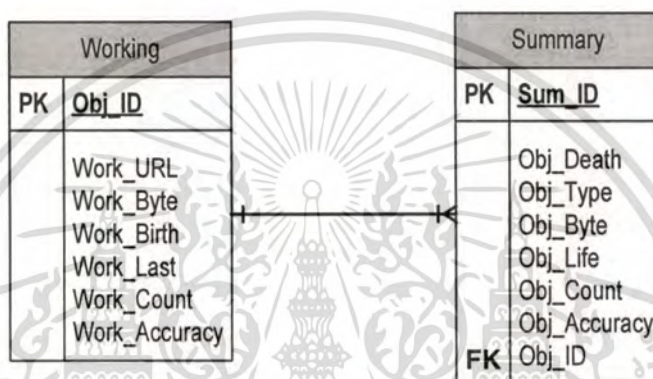 Working
PK Obj_ID
Work_URL
Work_Byte
Work_Birth
Work_Last
Work_Count
Work_Accuracy
Summary
PK Sum_ID
Obj_Death
Obj_Type
Obj_Byte
Obj_Life
Obj_Count
Obj_Accuracy
FK Obj_ID